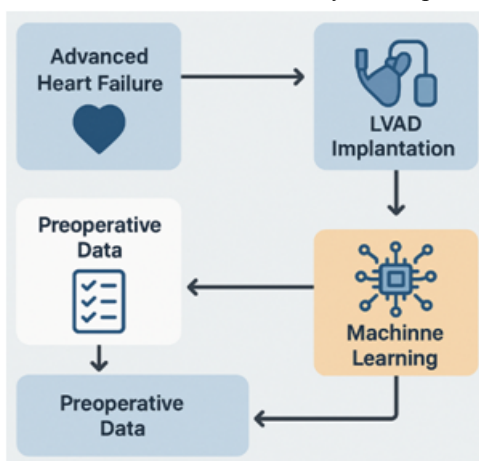 Advanced
Heart Failure
LVAD
Implantation
Preoperative
Data
Machinne
Learning
Preoperative
Data